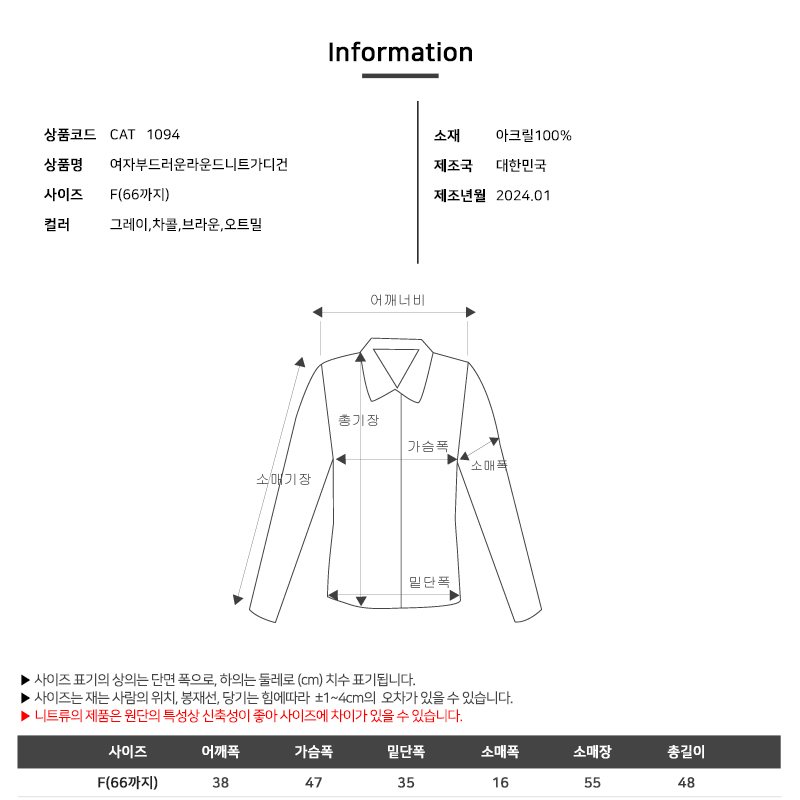 Information
상품코드 CAT 1094
상품명 여자부드러운라운드니트가디건
사이즈 F(66까지)
컬러 그레이,차콜,브라운,오트밀
소재 아크릴100%
제조국 대한민국
제조년월 2024.01
어깨너비
총기장
가슴폭
소매폭
소매기장
밑단폭
▶ 사이즈 표기의 상의는 단면 폭으로, 하의는 둘레로 (cm) 치수 표기됩니다.
▶ 사이즈는 재는 사람의 위치, 봉재선, 당기는 힘에따라 ±1~4cm의 오차가 있을 수 있습니다.
▶ 니트류의 제품은 원단의 특성상 신축성이 좋아 사이즈에 차이가 있을 수 있습니다.
사이즈 어깨폭 가슴폭 밑단폭 소매폭 소매장 총길이
F(66까지) 38 47 35 16 55 48